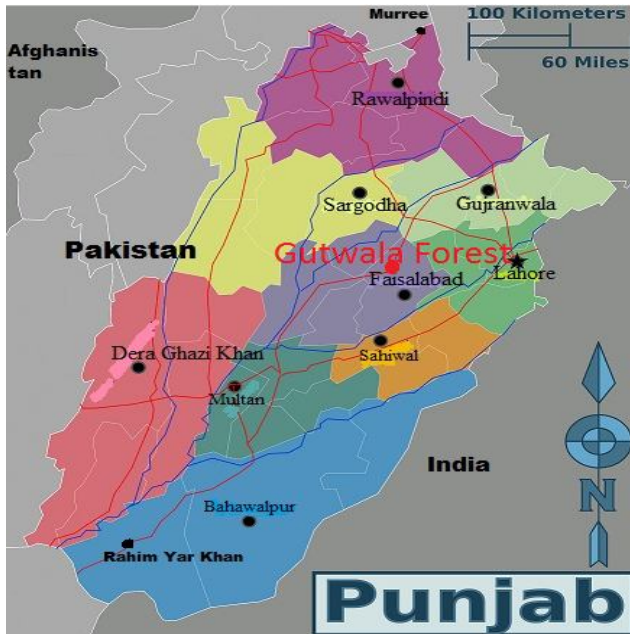 Murree
100 Kilometers
60 Miles
Afghanis
tan
Rawalpindi
Sargodha
Gujranwala
Pakistan
Gutwala Forest
Lahore
Faisalabad
Dera Ghazi Khan
Sahiwal
Multan
India
N
Bahawalpur
Rahim Yar Khan
Punjab